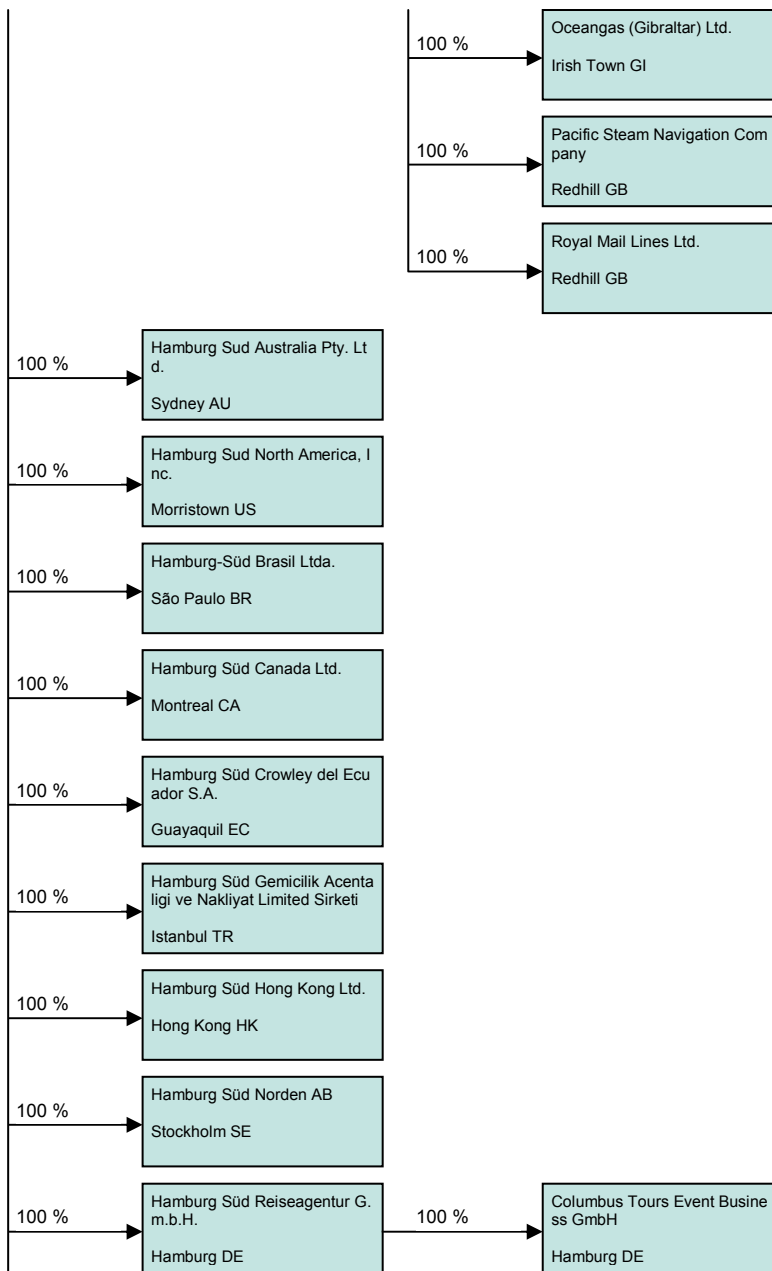 100 %
Oceangas (Gibraltar) Ltd.
Irish Town GI
100 %
Pacific Steam Navigation Com
pany
Redhill GB
100 %
Royal Mail Lines Ltd.
Redhill GB
100 %
Hamburg Sud Australia Pty. Lt
d.
Sydney AU
100 %
Hamburg Sud North America, I
nc.
Morristown US
100 %
Hamburg-Süd Brasil Ltda.
São Paulo BR
100 %
Hamburg Süd Canada Ltd.
Montreal CA
100 %
Hamburg Süd Crowley del Ecu
ador S.A.
Guayaquil EC
100 %
Hamburg Süd Gemicilik Acenta
ligi ve Nakliyat Limited Sirketi
Istanbul TR
100 %
Hamburg Süd Hong Kong Ltd.
Hong Kong HK
100 %
Hamburg Süd Norden AB
Stockholm SE
100 %
Hamburg Süd Reiseagentur G.
m.b.H.
Hamburg DE
100 %
Columbus Tours Event Busine
ss GmbH
Hamburg DE